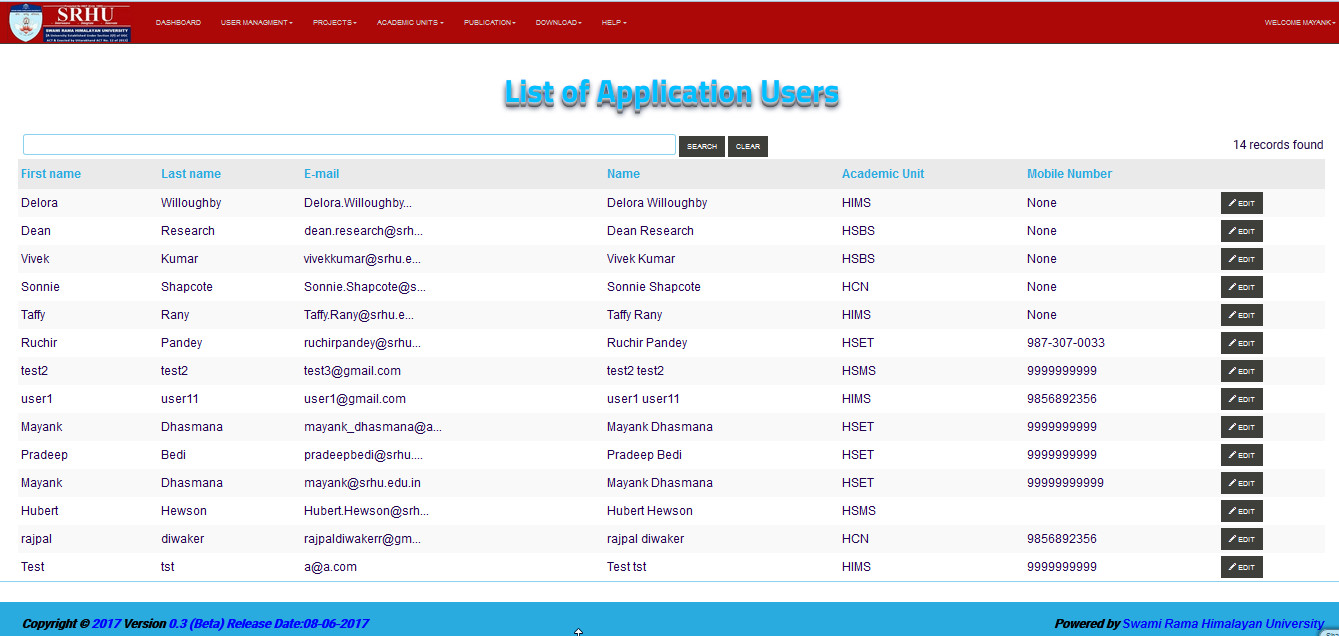 SRHU
SWAMI RAMA HIMALAYAN UNIVERSITY
DASHBOARD USER MANAGMENT PROJECTS ACADEMIC UNITS PUBLICATION DOWNLOAD HELP WELCOME MAYANK
List of Application Users
SEARCH CLEAR 14 records found
First name Last name E-mail Name Academic Unit Mobile Number
Delora Willoughby Delora.Willoughby... Delora Willoughby HIMS None EDIT
Dean Research dean.research@srh... Dean Research HSBS None EDIT
Vivek Kumar vivekkumar@srhu.e... Vivek Kumar HSBS None EDIT
Sonnie Shapcote Sonnie.Shapcote@s... Sonnie Shapcote HCN None EDIT
Taffy Rany Taffy.Rany@srhu.e... Taffy Rany HIMS None EDIT
Ruchir Pandey ruchirpandey@srhu... Ruchir Pandey HSET 987-307-0033 EDIT
test2 test2 test3@gmail.com test2 test2 HSMS 9999999999 EDIT
user1 user11 user1@gmail.com user1 user11 HIMS 9856892356 EDIT
Mayank Dhasmana mayank_dhasmana@a... Mayank Dhasmana HSET 9999999999 EDIT
Pradeep Bedi pradeepbedi@srhu.... Pradeep Bedi HSET 9999999999 EDIT
Mayank Dhasmana mayank@srhu.edu.in Mayank Dhasmana HSET 99999999999 EDIT
Hubert Hewson Hubert.Hewson@srh... Hubert Hewson HSMS EDIT
rajpal diwaker rajpaldiwakerr@gm... rajpal diwaker HCN 9856892356 EDIT
Test tst a@a.com Test tst HIMS 9999999999 EDIT
Copyright © 2017 Version 0.3 (Beta) Release Date:08-06-2017 Powered by Swami Rama Himalayan University